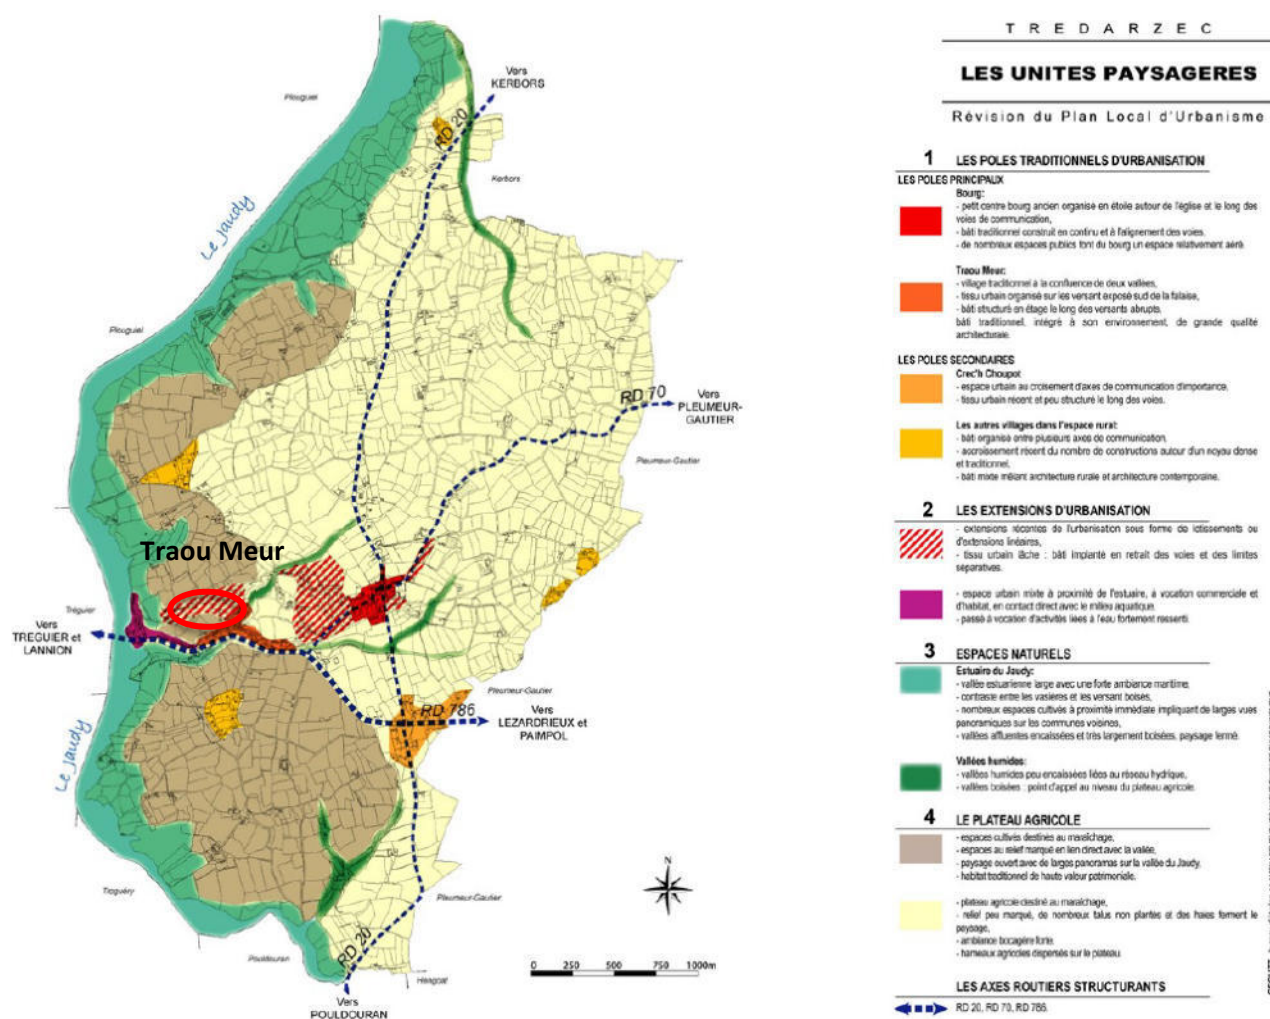 Vers
KERBORS
Plouguiel
Plouguiel
RD 20
Kerbors
Le Jaudy
Plouguiel
RD 70
Vers
PLEUMEUR-
GAUTIER
Pleumeur-Gautier
Traou Meur
Tréguier
Vers
TREGUIER et
LANNION
Pleumeur-Gautier
RD 786
Vers
LEZARDRIEUX et
PAIMPOL
Le Jaudy
Troguéry
Pleumeur-Gautier
N
RD 20
Pouldouran
Hengoat
0 250 500 750 1000m
Vers
POULDOURAN
TREDARZEC
LES UNITES PAYSAGERES
Révision du Plan Local d'Urbanisme
1 LES POLES TRADITIONNELS D'URBANISATION
LES POLES PRINCIPAUX
Bourg:
- petit centre bourg ancien organise en étoile autour de l'église et le long des
voies de communication,
- bâti traditionnel construit en continu et à l'alignement des voies.
- de nombreux espaces publics font du bourg un espace relativement aéré.
Traou Meur:
- village traditionnel à la confluence de deux vallées,
- tissu urbain organisé sur les versant exposé sud de la falaise,
- bâti structuré en étage le long des versants abrupts.
bâti traditionnel, intégré à son environnement, de grande qualité
architecturale.
LES POLES SECONDAIRES
Crec'h Choupot
- espace urbain au croisement d'axes de communication d'importance,
- tissu urbain récent et peu structuré le long des voies.
Les autres villages dans l'espace rural:
- bâti organisé entre plusieurs axes de communication,
- accroissement récent du nombre de constructions autour d'un noyau dense
et traditionnel,
- bâti mixte mêlant architecture rurale et architecture contemporaine.
2 LES EXTENSIONS D'URBANISATION
- extensions récentes de l'urbanisation sous forme de lotissements ou
d'extensions linéaires,
- tissu urbain lâche : bâti implanté en retrait des voies et des limites
séparatives.
- espace urbain mixte à proximité de l'estuaire, à vocation commerciale et
d'habitat, en contact direct avec le milieu aquatique.
- passé à vocation d'activités liées à l'eau fortement ressenti.
3 ESPACES NATURELS
Estuaire du Jaudy:
- vallée estuarienne large avec une forte ambiance maritime,
- contraste entre les vasières et les versant boisés,
- nombreux espaces cultivés à proximité immédiate impliquant de larges vues
panoramiques sur les communes voisines,
- vallées affluentes encaissées et très largement boisées, paysage fermé.
Vallées humides:
- vallées humides peu encaissées liées au réseau hydrique,
- vallées boisées : point d'appel au niveau du plateau agricole.
4 LE PLATEAU AGRICOLE
- espaces cultivés destinés au maraîchage,
- espaces au relief marqué en lien direct avec la vallée,
- paysage ouvert avec de larges panoramas sur la vallée du Jaudy,
- habitat traditionnel de haute valeur patrimoniale.
- plateau agricole destiné au maraîchage,
- relief peu marqué, de nombreux talus non plantés et des haies ferment le
paysage,
- ambiance bocagère forte.
- hameaux agricoles dispersés sur le plateau.
LES AXES ROUTIERS STRUCTURANTS
RD 20, RD 70, RD 786.